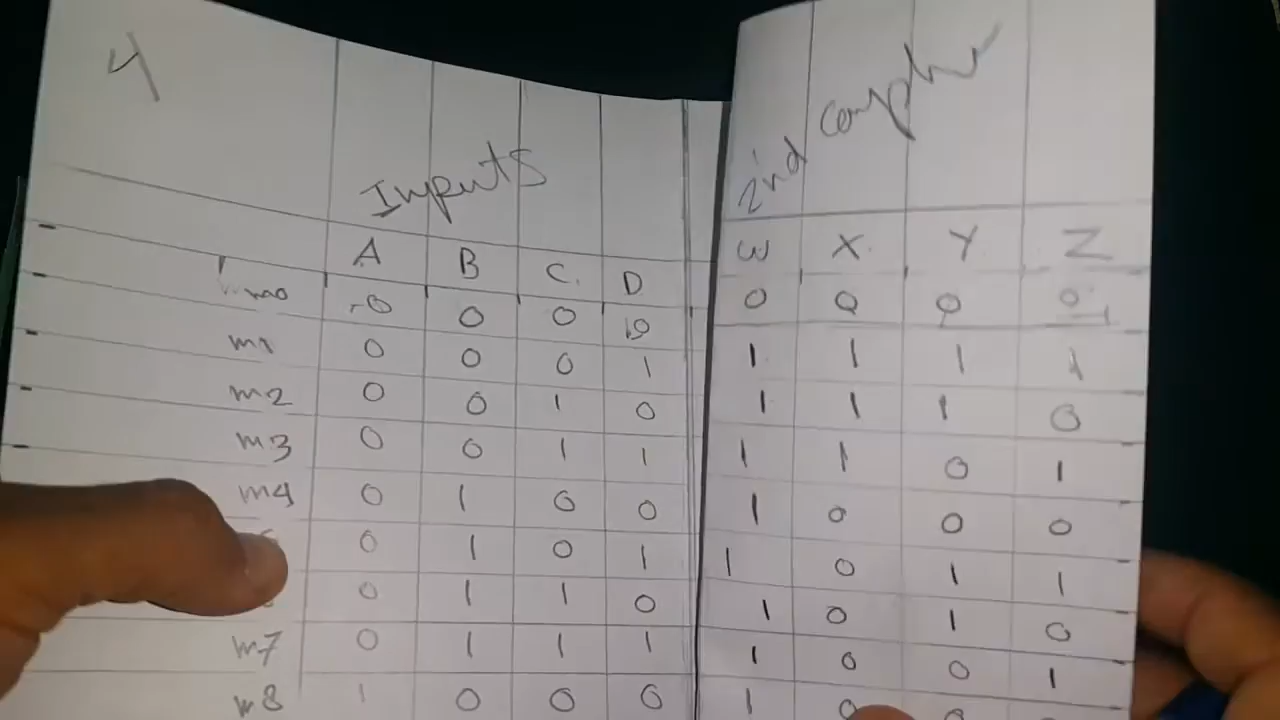 4
Inputs 2'nd
A B C D W X Y Z
m0 0 0 0 0 0 0 0 0
m1 0 0 0 1 1 1 1 1
m2 0 0 1 0 1 1 1 0
m3 0 0 1 1 1 1 0 1
m4 0 1 0 0 1 0 0 0
0 1 0 1 1 0 1 1
0 1 1 0 1 0 1 0
m7 0 1 1 1 1 0 0 1
m8 1 0 0 0 1 0